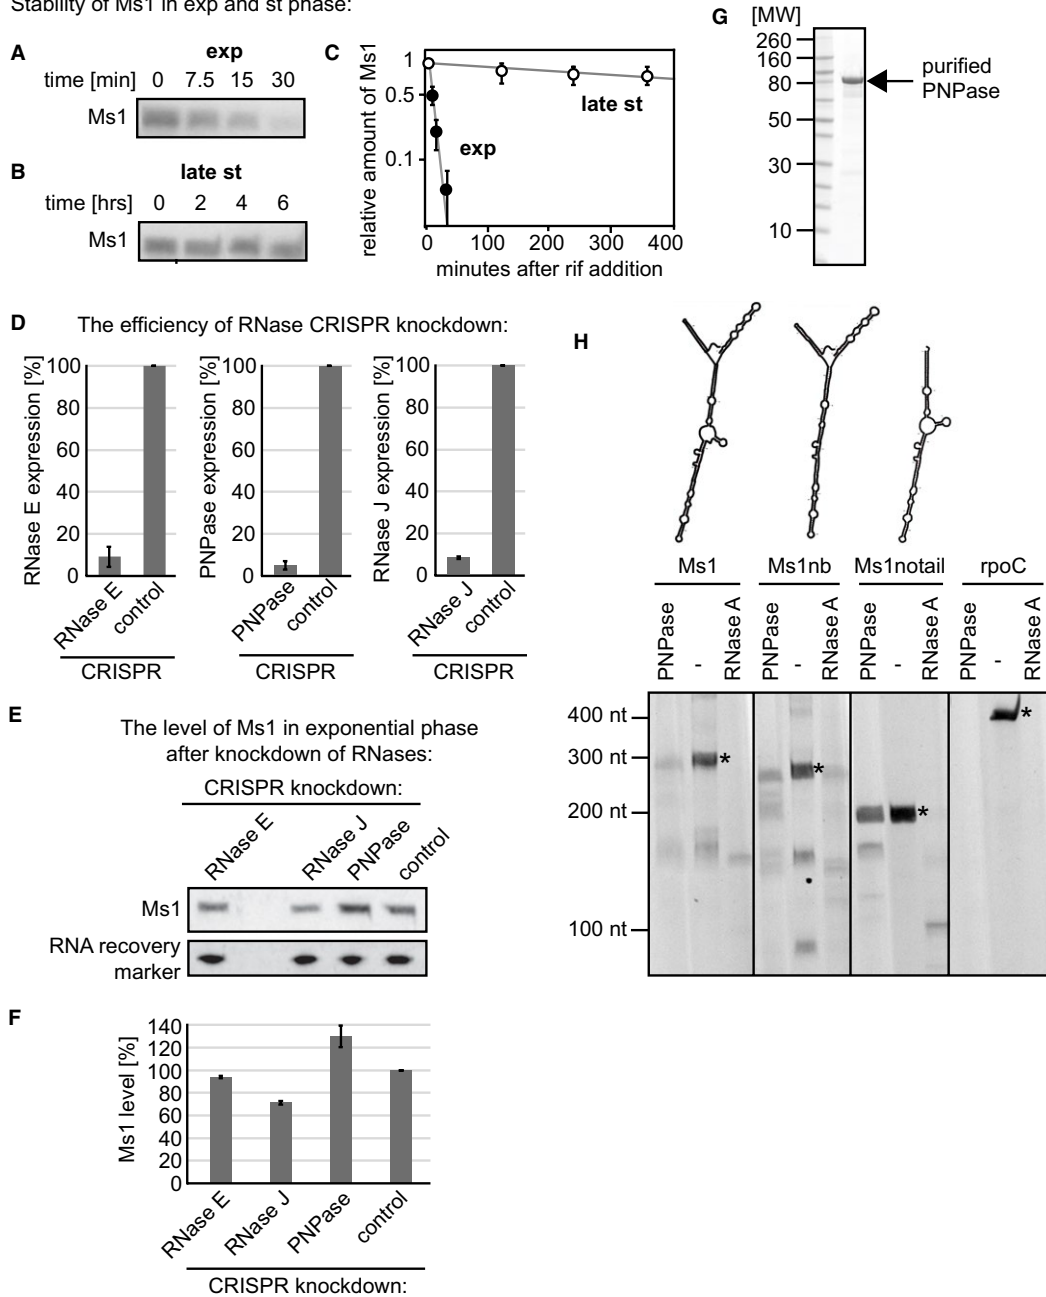 Stability of Ms1 in exp and st phase:
A
exp
time [min] 0 7.5 15 30
Ms1
B
late st
time [hrs] 0 2 4 6
Ms1
C
relative amount of Ms1
1
0.5
0.1
late st
exp
0 100 200 300 400
minutes after rif addition
G
[MW]
260
160
80
50
30
10
purified
PNPase
D
The efficiency of RNase CRISPR knockdown:
RNase E expression [%]
100
80
60
40
20
0
RNase E
control
CRISPR
PNPase expression [%]
100
80
60
40
20
0
PNPase
control
CRISPR
RNase J expression [%]
100
80
60
40
20
0
RNase J
control
CRISPR
E
The level of Ms1 in exponential phase
after knockdown of RNases:
CRISPR knockdown:
RNase E
RNase J
PNPase
control
Ms1
RNA recovery
marker
F
Ms1 level [%]
140
120
100
80
60
40
20
0
RNase E
RNase J
PNPase
control
CRISPR knockdown:
H
Ms1 Ms1nb Ms1notail rpoC
PNPase - RNase A PNPase - RNase A PNPase - RNase A PNPase - RNase A
400 nt
300 nt
200 nt
100 nt
*
*
*
*